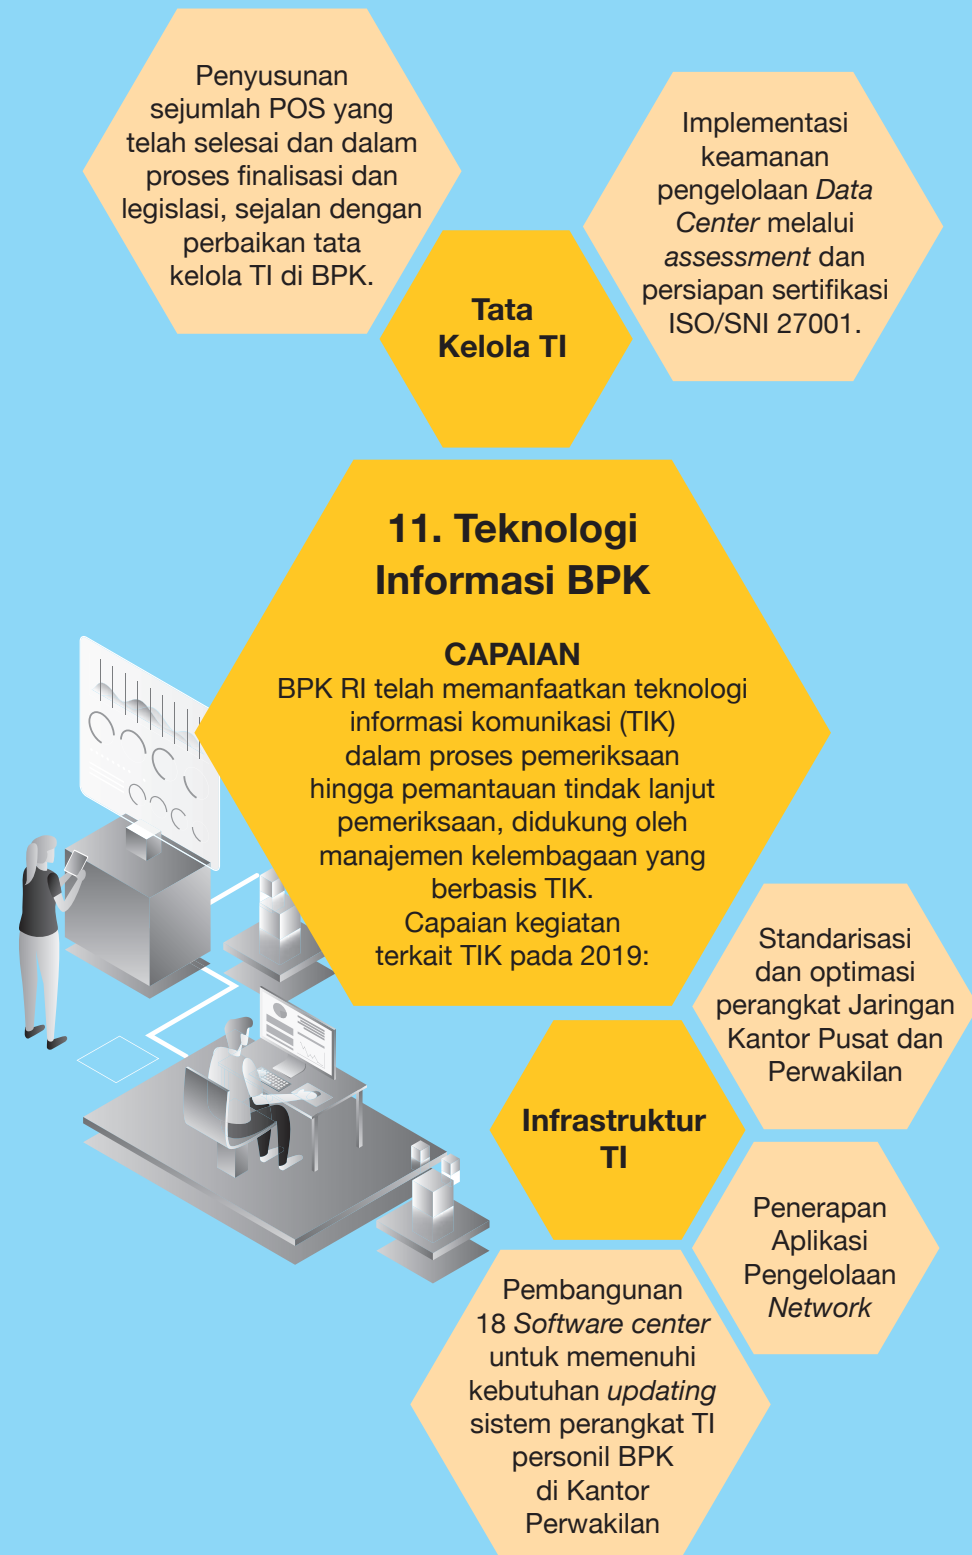 Penyusunan
sejumlah POS yang
telah selesai dan dalam
proses finalisasi dan
legislasi, sejalan dengan
perbaikan tata
kelola TI di BPK.
Implementasi
keamanan
pengelolaan Data
Center melalui
assessment dan
persiapan sertifikasi
ISO/SNI 27001.
Tata
Kelola TI
11. Teknologi
Informasi BPK
CAPAIAN
BPK RI telah memanfaatkan teknologi
informasi komunikasi (TIK)
dalam proses pemeriksaan
hingga pemantauan tindak lanjut
pemeriksaan, didukung oleh
manajemen kelembagaan yang
berbasis TIK.
Capaian kegiatan
terkait TIK pada 2019:
Standarisasi
dan optimasi
perangkat Jaringan
Kantor Pusat dan
Perwakilan
Infrastruktur
TI
Penerapan
Aplikasi
Pengelolaan
Network
Pembangunan
18 Software center
untuk memenuhi
kebutuhan updating
sistem perangkat TI
personil BPK
di Kantor
Perwakilan